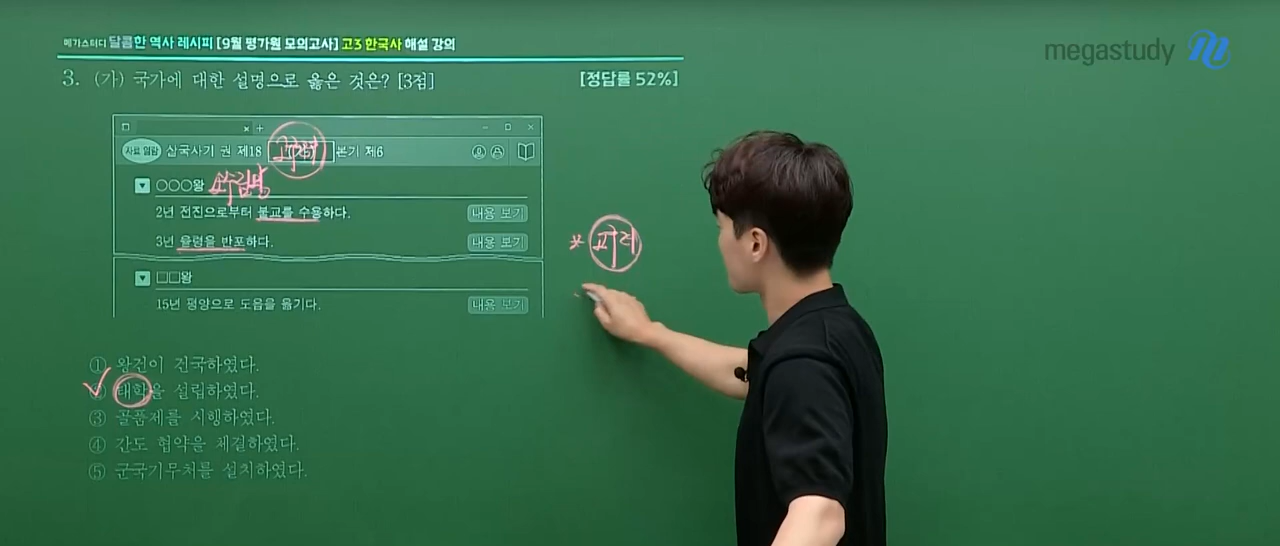 메가스터디 달콤한 역사 레시피 [9월 평가원 모의고사] 고3 한국사 해설 강의
megastudy
3. (가) 국가에 대한 설명으로 옳은 것은? [3점]
[정답률 52%]
자료 열람 삼국사기 권 제18 고구려 본기 제6
○○○왕 소수림왕
2년 전진으로부터 불교를 수용하다. 내용 보기
3년 율령을 반포하다. 내용 보기
* 고구려
□□왕
15년 평양으로 도읍을 옮기다. 내용 보기
① 왕건이 건국하였다.
② 태학을 설립하였다.
③ 골품제를 시행하였다.
④ 간도 협약을 체결하였다.
⑤ 군국기무처를 설치하였다.